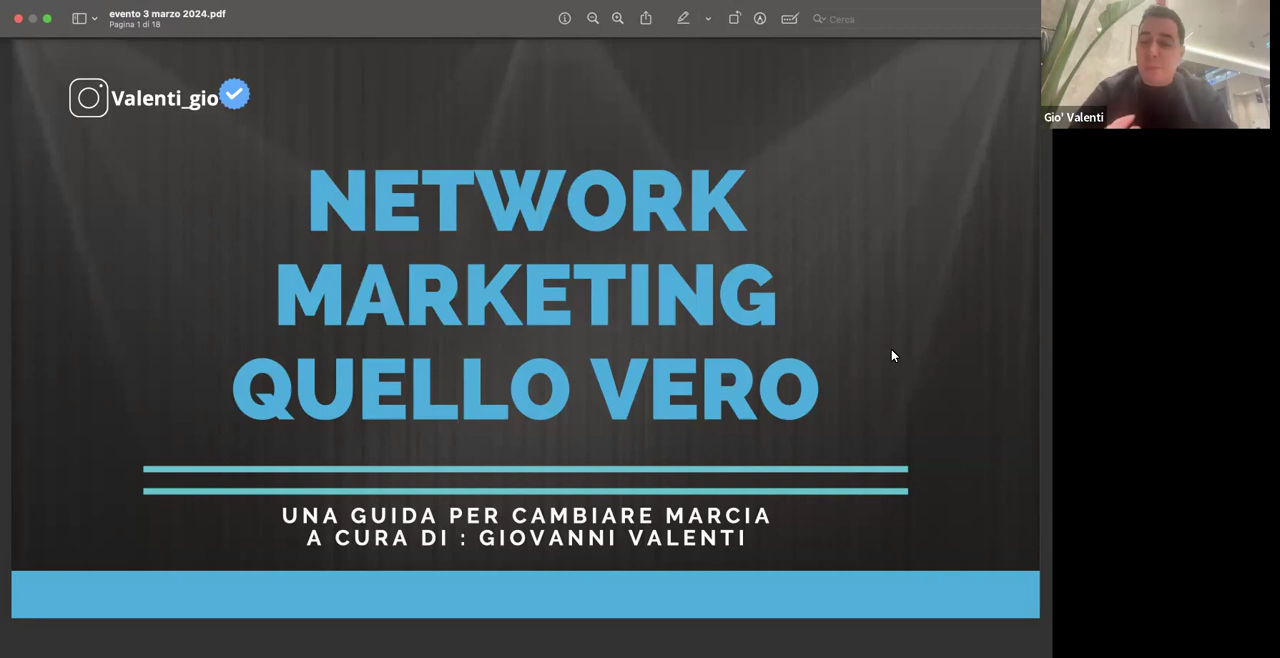 evento 3 marzo 2024.pdf
Pagina 1 di 18
Cerca
Gio' Valenti
Valenti_gio
NETWORK
MARKETING
QUELLO VERO
UNA GUIDA PER CAMBIARE MARCIA
A CURA DI : GIOVANNI VALENTI